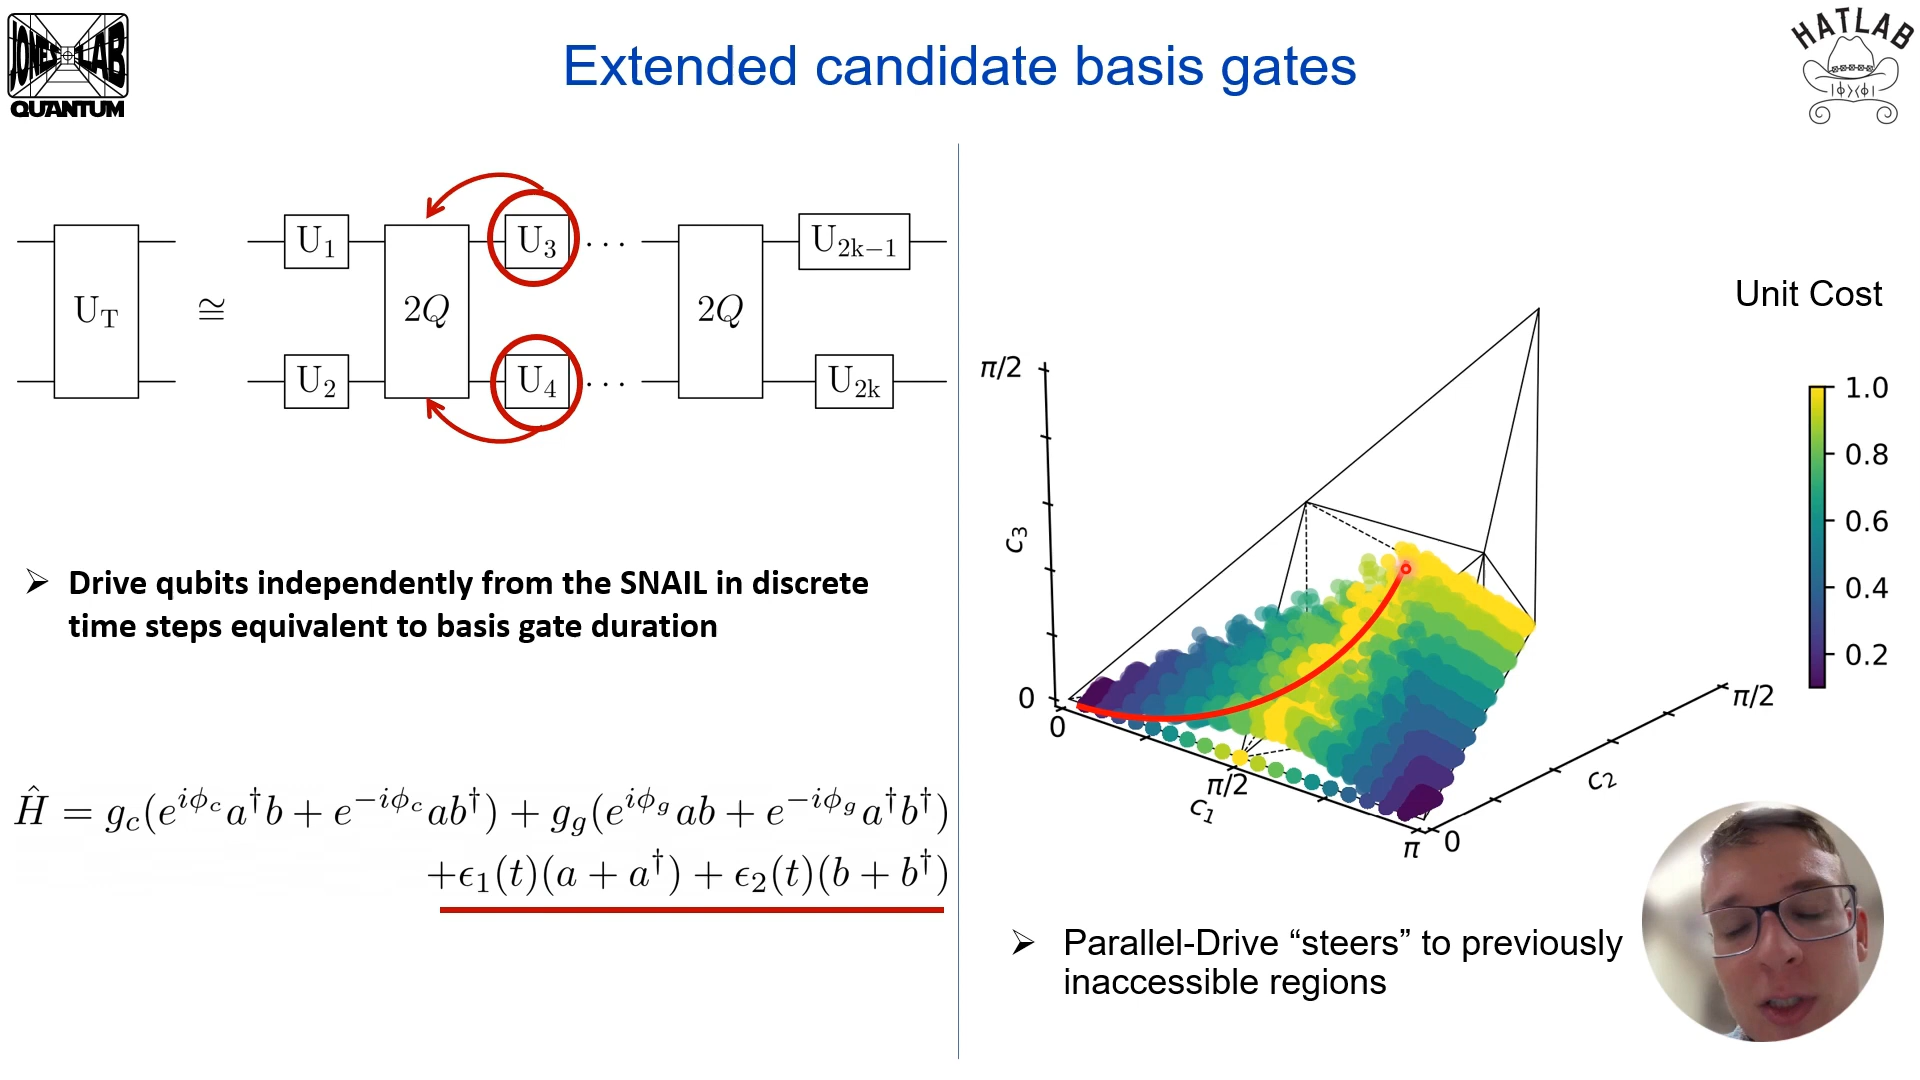 JONES LAB
QUANTUM
Extended candidate basis gates
HATLAB
|ϕ⟩⟨ϕ|
U_T ≅ U_1 2Q U_3 ··· 2Q U_{2k−1}
U_2 U_4 ··· U_{2k}
➢ Drive qubits independently from the SNAIL in discrete
time steps equivalent to basis gate duration
Ĥ = g_c(e^{iϕ_c}a†b + e^{−iϕ_c}ab†) + g_g(e^{iϕ_g}ab + e^{−iϕ_g}a†b†)
+ϵ_1(t)(a + a†) + ϵ_2(t)(b + b†)
Unit Cost
1.0
0.8
0.6
0.4
0.2
π/2
c_3
0
0
π/2
c_1
π
0
c_2
π/2
➢ Parallel-Drive “steers” to previously
inaccessible regions